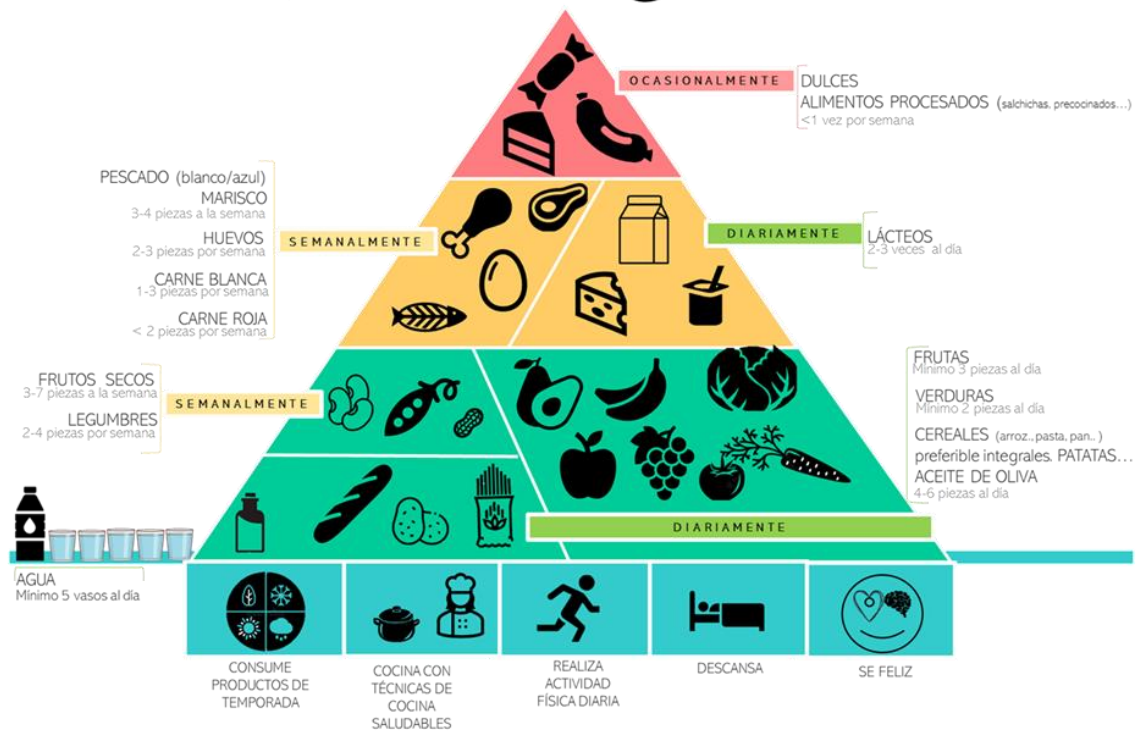 OCASIONALMENTE
DULCES
ALIMENTOS PROCESADOS (salchichas, precocinados...)
<1 vez por semana
PESCADO (blanco/azul)
MARISCO
3-4 piezas a la semana
HUEVOS
2-3 piezas por semana
CARNE BLANCA
1-3 piezas por semana
CARNE ROJA
< 2 piezas por semana
SEMANALMENTE
DIARIAMENTE
LÁCTEOS
2-3 veces al día
FRUTOS SECOS
3-7 piezas a la semana
LEGUMBRES
2-4 piezas por semana
SEMANALMENTE
FRUTAS
Mínimo 3 piezas al día
VERDURAS
Mínimo 2 piezas al día
CEREALES (arroz., pasta, pan..)
preferible integrales. PATATAS...
ACEITE DE OLIVA
4-6 piezas al día
DIARIAMENTE
AGUA
Mínimo 5 vasos al día
CONSUME
PRODUCTOS DE
TEMPORADA
COCINA CON
TÉCNICAS DE
COCINA
SALUDABLES
REALIZA
ACTIVIDAD
FÍSICA DIARIA
DESCANSA
SE FELIZ